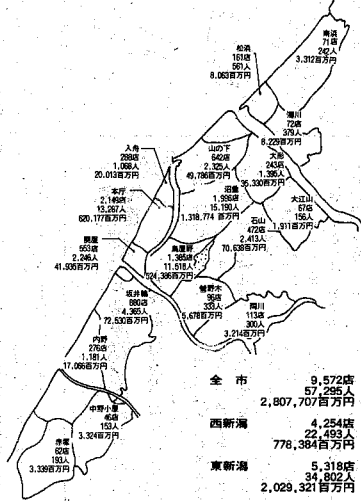 南浜
71店
242人
3,312百万円
松浜
161店
561人
8,063百万円
濁川
72店
379人
8,229百万円
山の下
642店
2,325人
49,786百万円
大形
243店
1,395人
35,330百万円
入舟
288店
1,068人
20,013百万円
本庁
2,149店
13,287人
620,177百万円
沼垂
1,996店
15,190人
1,318,774百万円
大江山
67店
156人
1,911百万円
石山
472店
2,413人
70,638百万円
関屋
553店
2,246人
41,935百万円
鳥屋野
1,385店
11,518人
524,386百万円
坂井輪
880店
4,365人
72,530百万円
曽野木
96店
333人
5,678百万円
両川
113店
300人
3,214百万円
内野
276店
1,181人
17,066百万円
中野小屋
46店
153人
3,324百万円
赤塚
62店
193人
3,339百万円
全市 9,572店
57,295人
2,807,707百万円
西新潟 4,254店
22,493人
778,384百万円
東新潟 5,318店
34,802人
2,029,321百万円